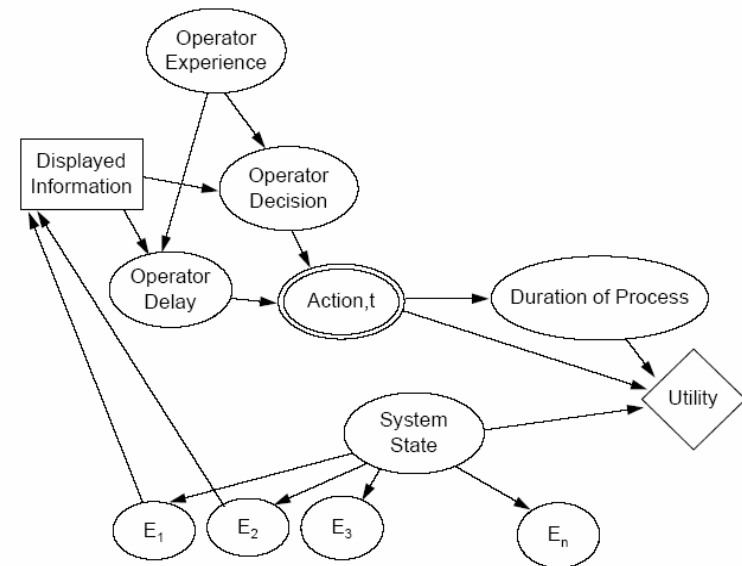 Operator
Experience
Displayed
Information
Operator
Decision
Operator
Delay
Action,t
Duration of Process
Utility
System
State
E1
E2
E3
En